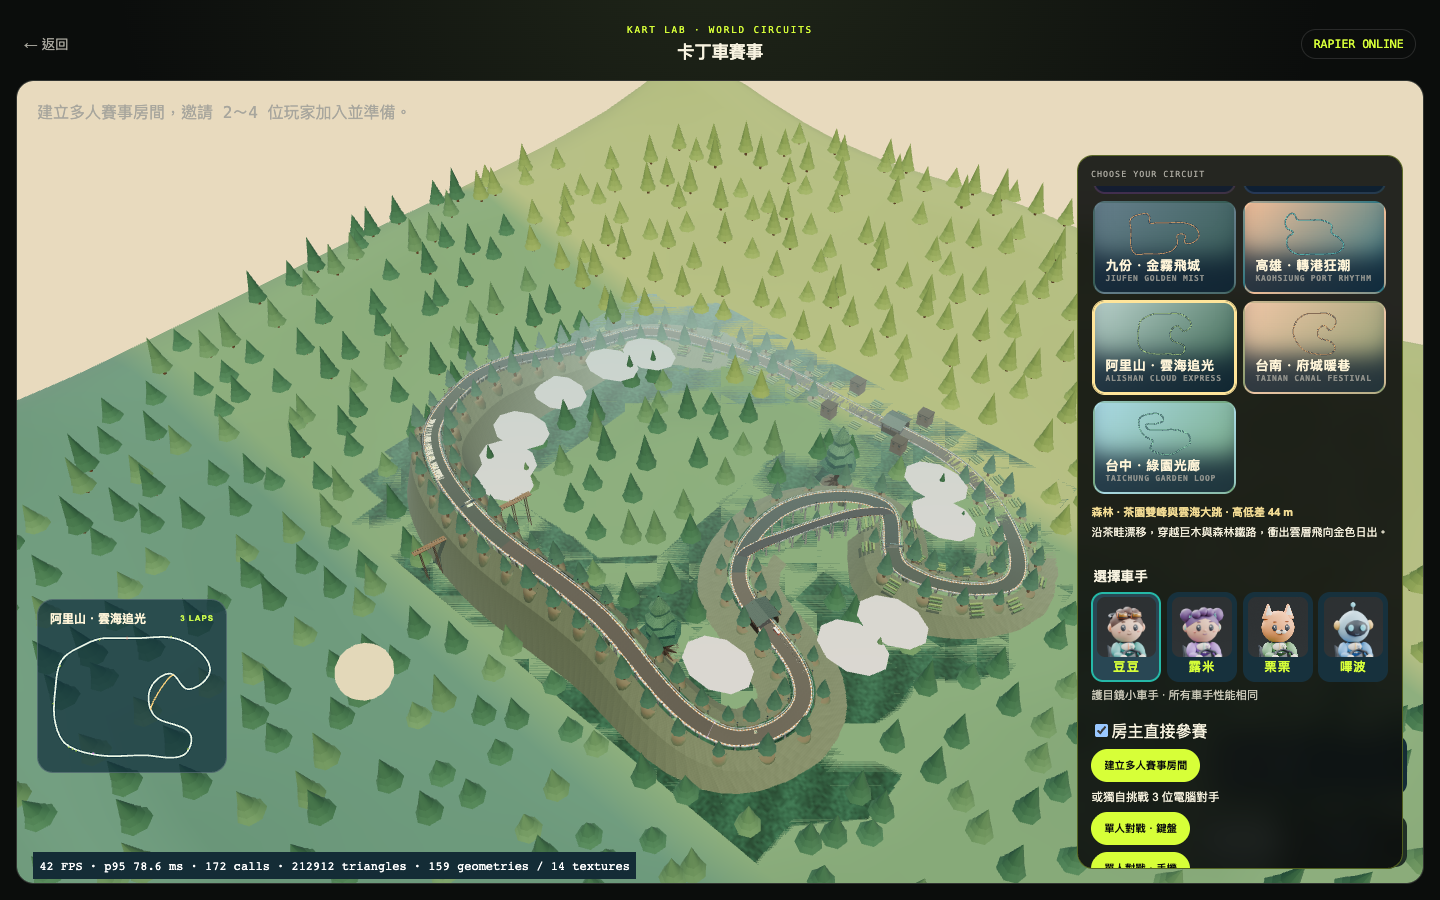 ← 返回
KART LAB · WORLD CIRCUITS
卡丁車賽事
RAPIER ONLINE
建立多人賽事房間，邀請 2～4 位玩家加入並準備。
CHOOSE YOUR CIRCUIT
九份 · 金霧飛城
JIUFEN GOLDEN MIST
高雄 · 轉港狂潮
KAOHSIUNG PORT RHYTHM
阿里山 · 雲海追光
ALISHAN CLOUD EXPRESS
台南 · 府城暖巷
TAINAN CANAL FESTIVAL
台中 · 綠園光廊
TAICHUNG GARDEN LOOP
森林 · 茶園雙峰與雲海大跳 · 高低差 44 m
沿茶畦漂移，穿越巨木與森林鐵路，衝出雲層飛向金色日出。
選擇車手
豆豆
露米
栗栗
嗶波
護目鏡小車手 · 所有車手性能相同
房主直接參賽
建立多人賽事房間
或獨自挑戰 3 位電腦對手
單人對戰 · 鍵盤
單人對戰 · 手機
阿里山 · 雲海追光
3 LAPS
42 FPS · p95 78.6 ms · 172 calls · 212912 triangles · 159 geometries / 14 textures